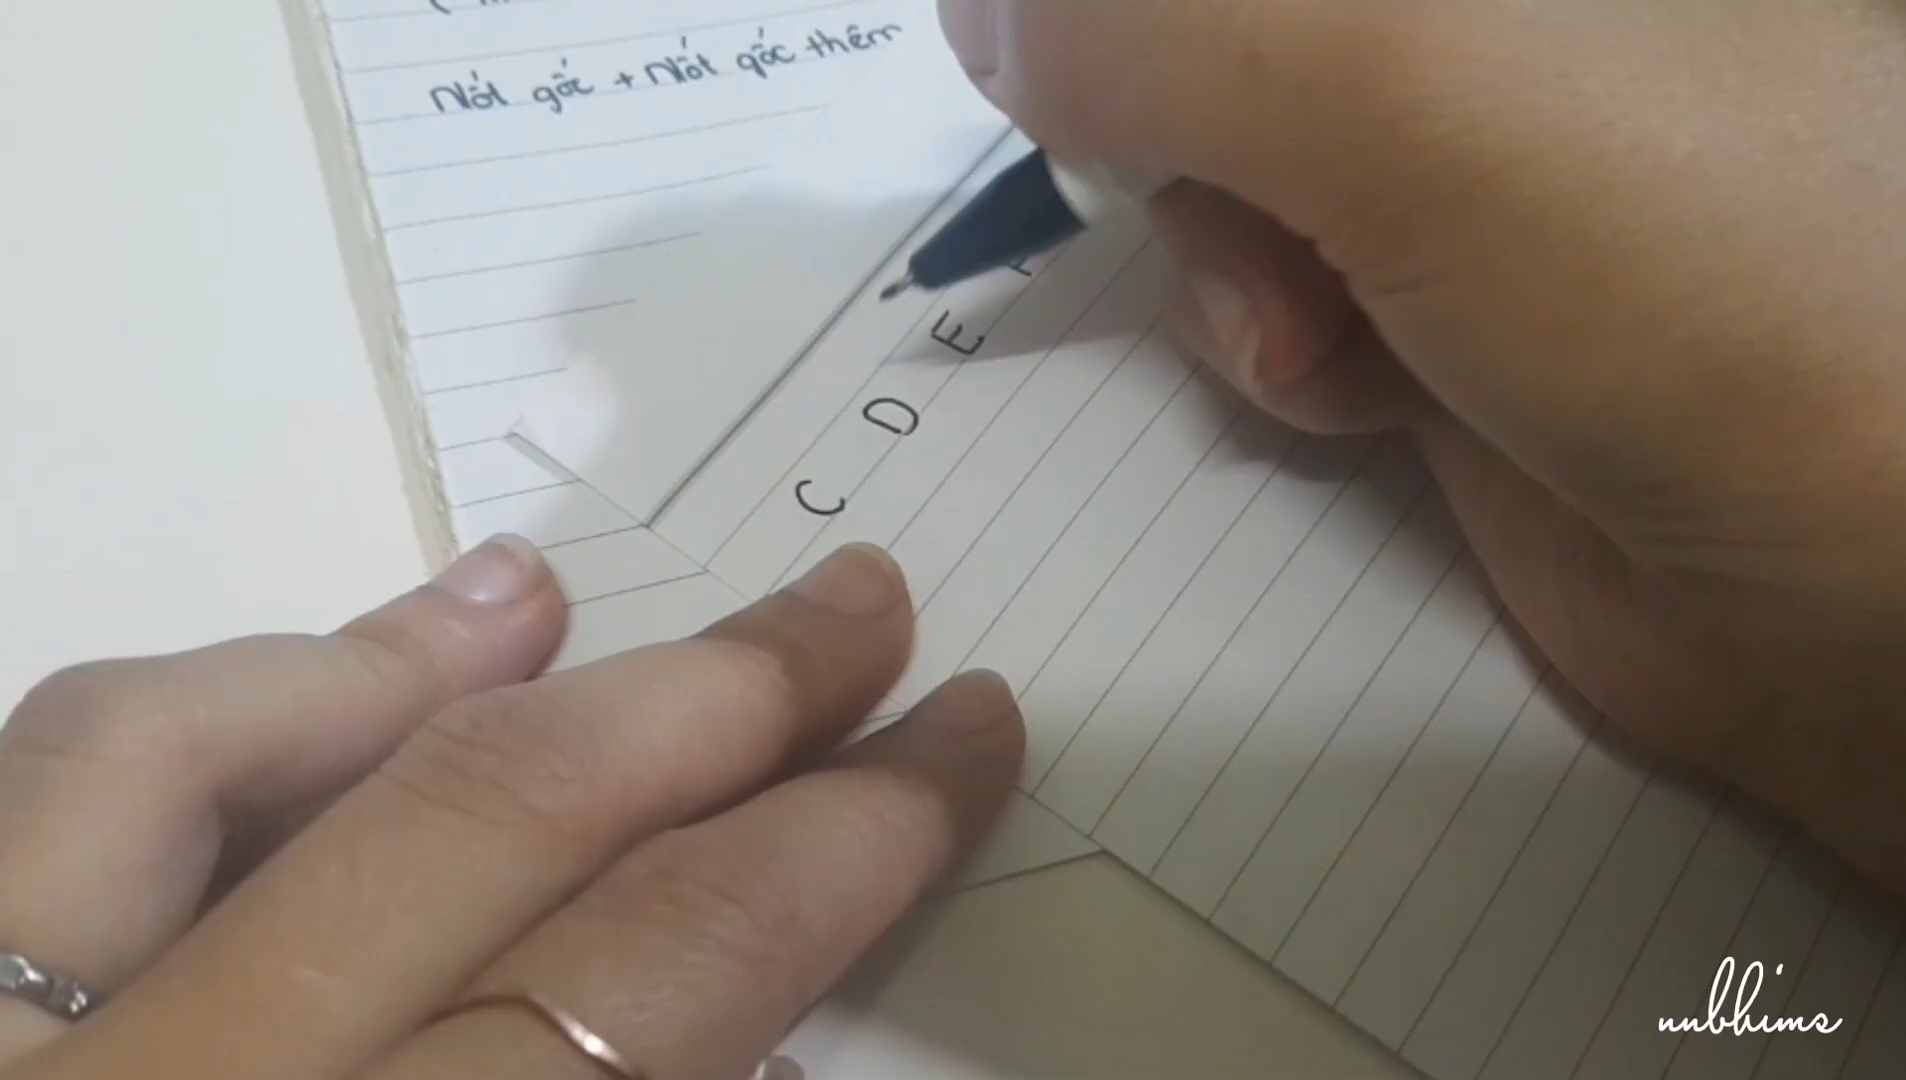 Nốt gốc + Nốt gốc thêm
C D E F
nnbhims